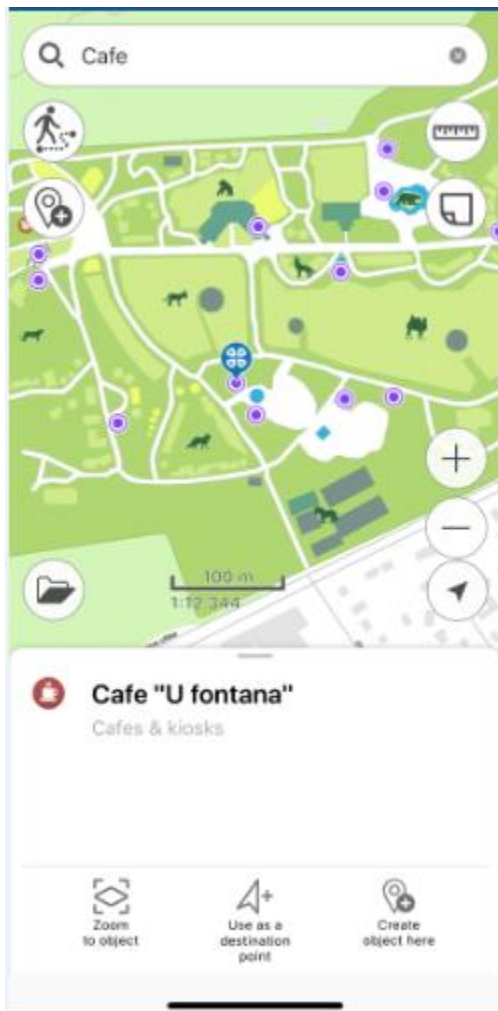 Cafe
100 m
1:12 344
Cafe "U fontana"
Cafes & kiosks
Zoom
to object
Use as a
destination
point
Create
object here